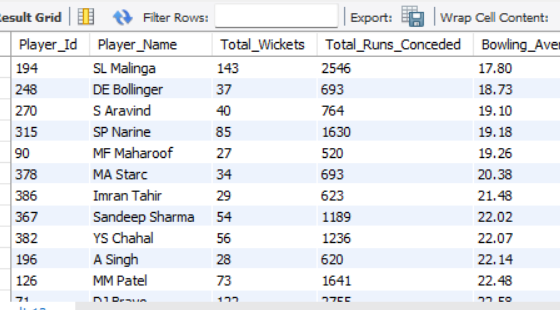 esult Grid Filter Rows: Export: Wrap Cell Content:
Player_Id Player_Name Total_Wickets Total_Runs_Conceded Bowling_Ave
194 SL Malinga 143 2546 17.80
248 DE Bollinger 37 693 18.73
270 S Aravind 40 764 19.10
315 SP Narine 85 1630 19.18
90 MF Maharoof 27 520 19.26
378 MA Starc 34 693 20.38
386 Imran Tahir 29 623 21.48
367 Sandeep Sharma 54 1189 22.02
382 YS Chahal 56 1236 22.07
196 A Singh 28 620 22.14
126 MM Patel 73 1641 22.48
71 DJ Bravo 122 2755 22.58